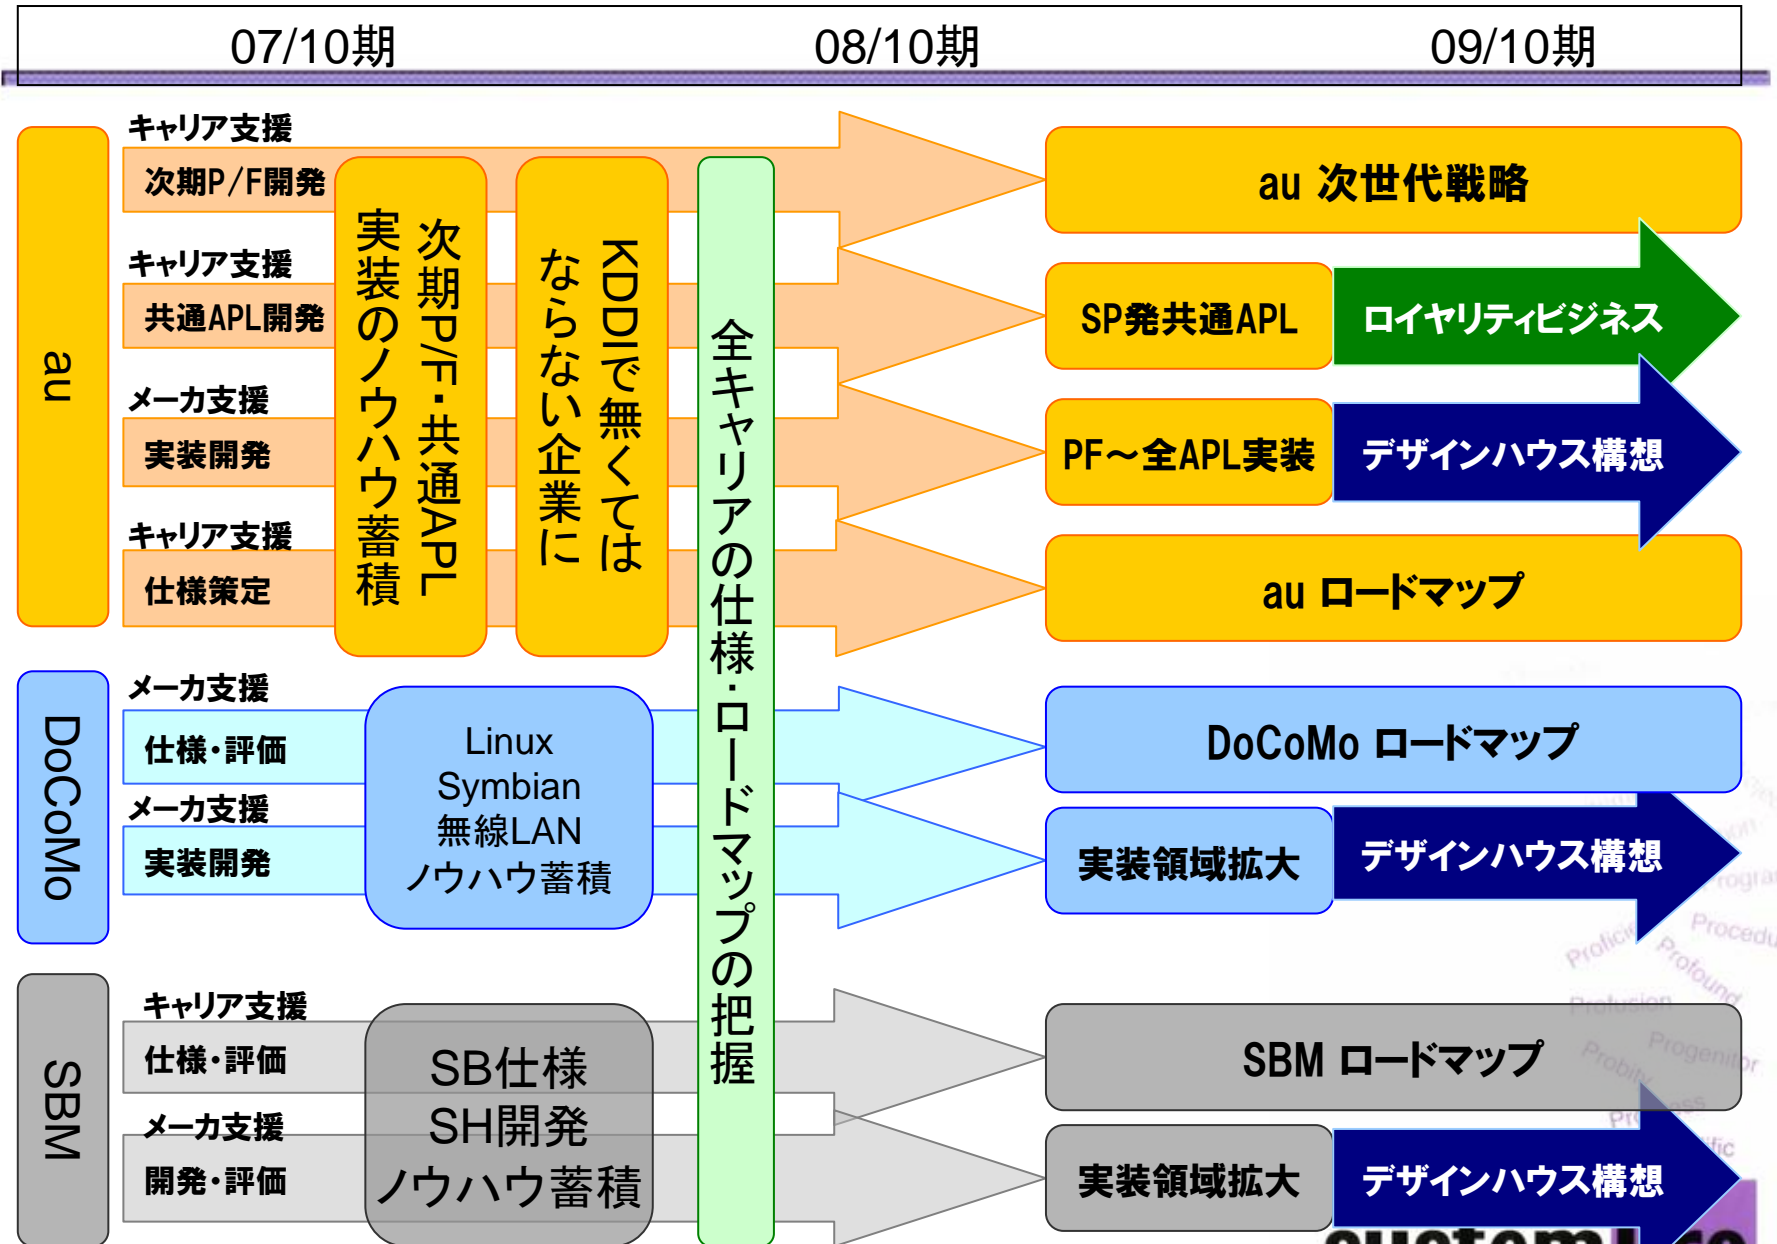 07/10期
08/10期
09/10期
au
キャリア支援
次期P/F開発
キャリア支援
共通APL開発
メーカ支援
実装開発
キャリア支援
仕様策定
次期P/F・共通APL
実装のノウハウ蓄積
KDDIで無くては
ならない企業に
全キャリアの仕様・ロードマップの把握
au 次世代戦略
SP発共通APL
ロイヤリティビジネス
PF～全APL実装
デザインハウス構想
au ロードマップ
DoCoMo
メーカ支援
仕様・評価
メーカ支援
実装開発
Linux
Symbian
無線LAN
ノウハウ蓄積
DoCoMo ロードマップ
実装領域拡大
デザインハウス構想
SBM
キャリア支援
仕様・評価
メーカ支援
開発・評価
SB仕様
SH開発
ノウハウ蓄積
SBM ロードマップ
実装領域拡大
デザインハウス構想
Procedu
Profound
Profusion
Progenitor
Probity